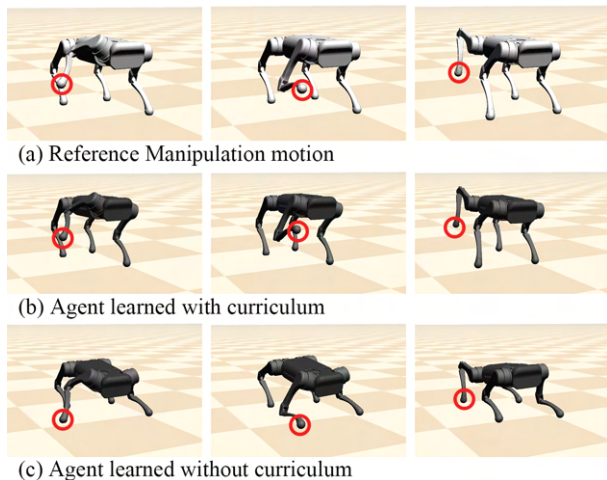 (a) Reference Manipulation motion
(b) Agent learned with curriculum
(c) Agent learned without curriculum